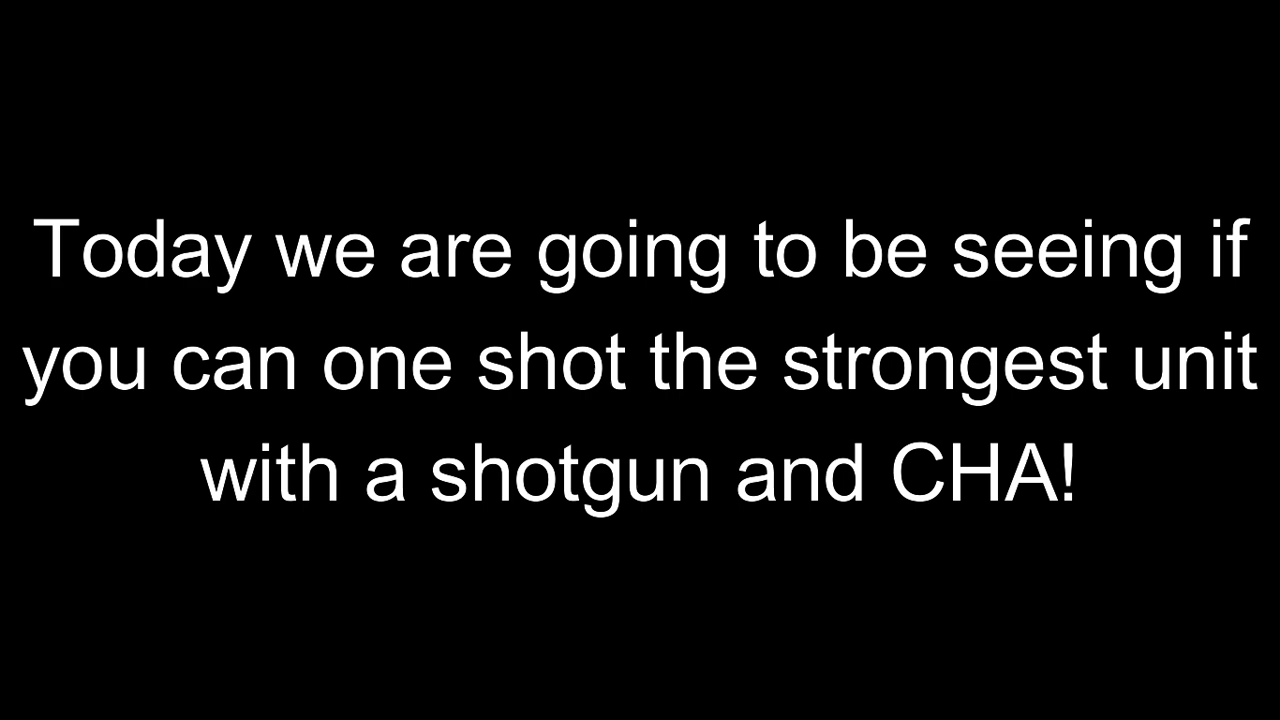 Today we are going to be seeing if
you can one shot the strongest unit
with a shotgun and CHA!